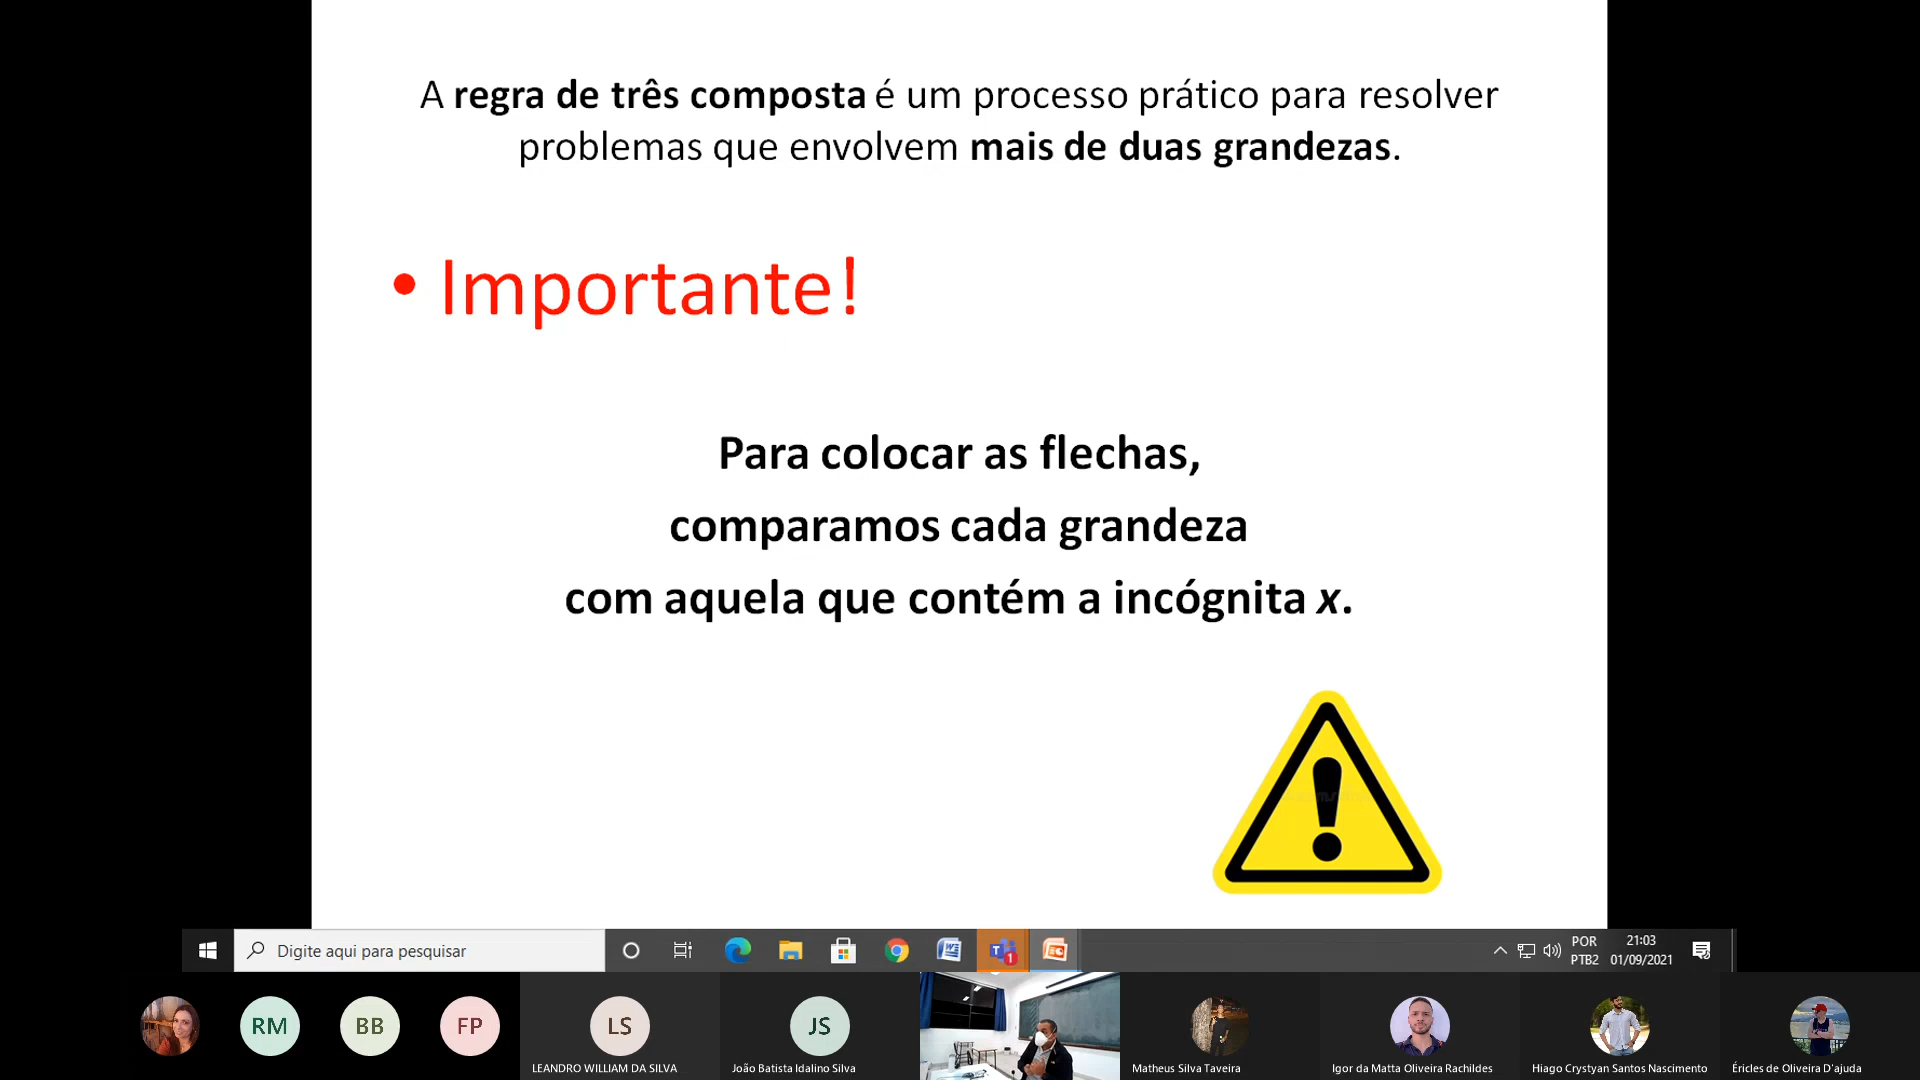 A regra de três composta é um processo prático para resolver
problemas que envolvem mais de duas grandezas.
• Importante!
Para colocar as flechas,
comparamos cada grandeza
com aquela que contém a incógnita x.
Digite aqui para pesquisar
1
POR
PTB2
21:03
01/09/2021
RM
BB
FP
LS
JS
LEANDRO WILLIAM DA SILVA
João Batista Idalino Silva
Matheus Silva Taveira
Igor da Matta Oliveira Rachildes
Hiago Crystyan Santos Nascimento
Éricles de Oliveira D'ajuda